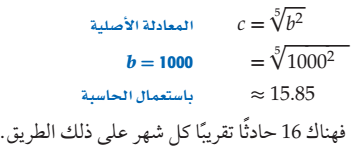 c = ⁵√b² المعادلة الأصلية
= ⁵√1000² b = 1000
≈ 15.85 باستعمال الحاسبة
فهناك 16 حادثًا تقريبًا كل شهر على ذلك الطريق.